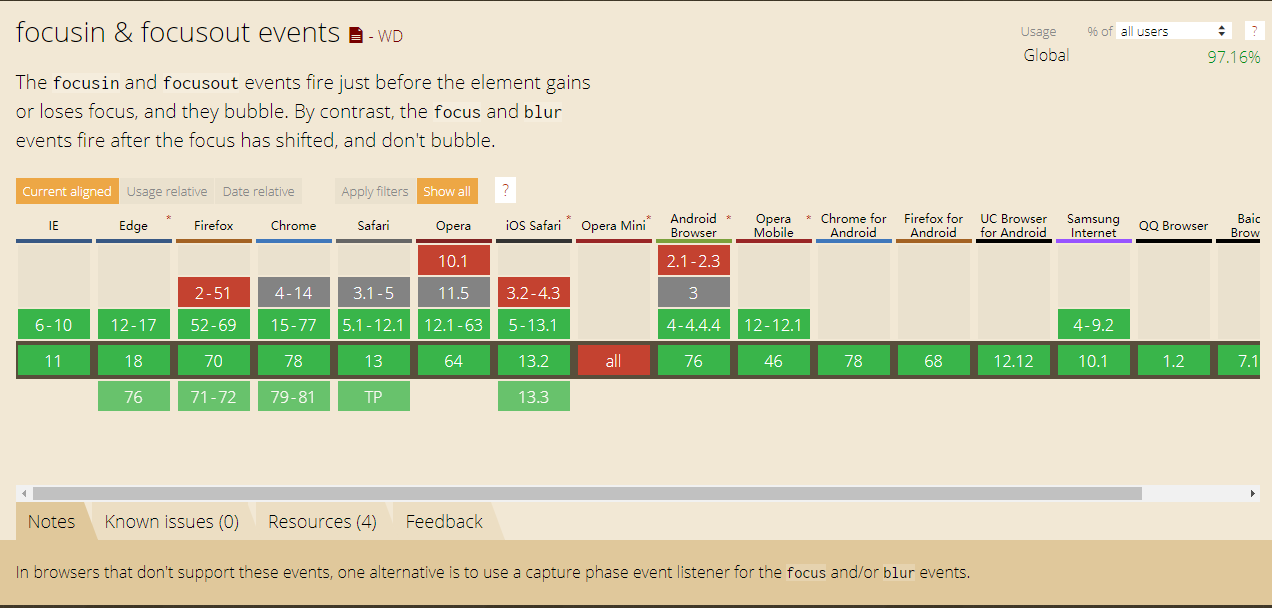 focusin & focusout events - WD
Usage % of all users ?
Global 97.16%
The focusin and focusout events fire just before the element gains
or loses focus, and they bubble. By contrast, the focus and blur
events fire after the focus has shifted, and don't bubble.
Current aligned Usage relative Date relative Apply filters Show all ?
IE Edge * Firefox Chrome Safari Opera iOS Safari * Opera Mini * Android Browser * Opera Mobile * Chrome for Android Firefox for Android UC Browser for Android Samsung Internet QQ Browser Baid Brow
10.1 2.1-2.3
2-51 4-14 3.1-5 11.5 3.2-4.3 3
6-10 12-17 52-69 15-77 5.1-12.1 12.1-63 5-13.1 4-4.4.4 12-12.1 4-9.2
11 18 70 78 13 64 13.2 all 76 46 78 68 12.12 10.1 1.2 7.1
76 71-72 79-81 TP 13.3
Notes Known issues (0) Resources (4) Feedback
In browsers that don't support these events, one alternative is to use a capture phase event listener for the focus and/or blur events.